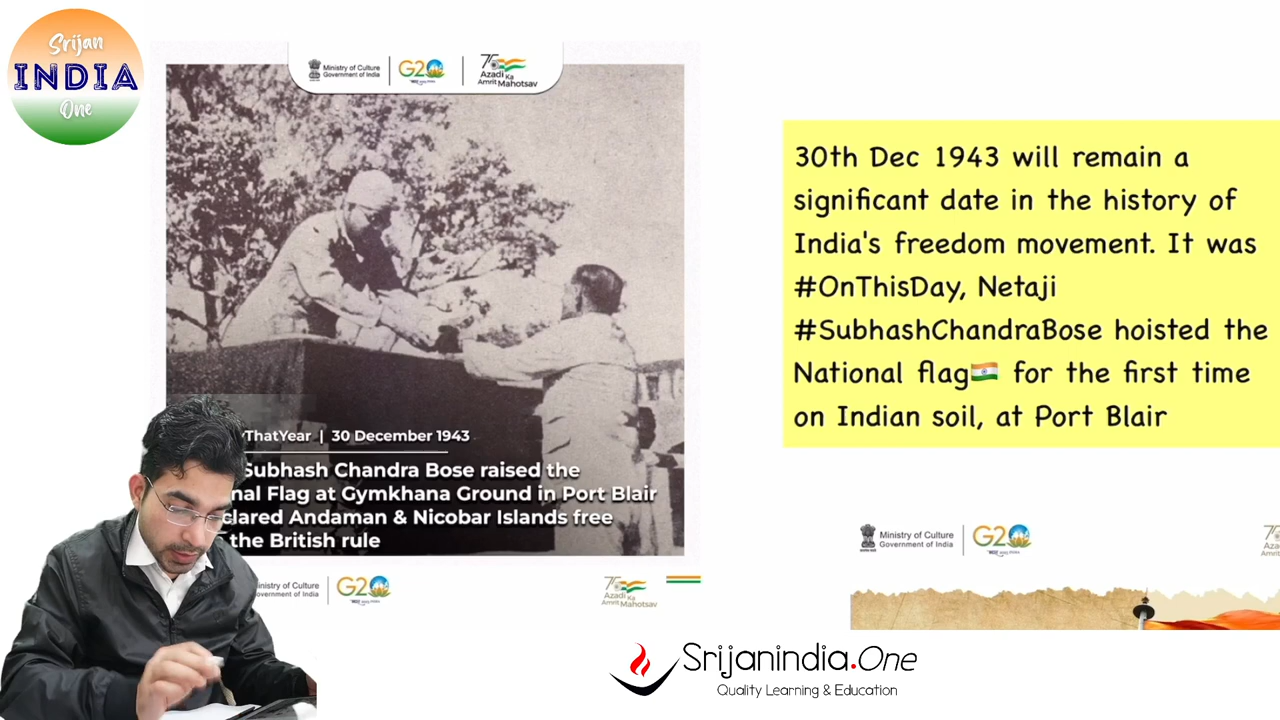 Srijan
INDIA
One
Ministry of Culture
Government of India
G20
75
Azadi Ka
Amrit Mahotsav
ThatYear | 30 December 1943
Subhash Chandra Bose raised the
nal Flag at Gymkhana Ground in Port Blair
clared Andaman & Nicobar Islands free
the British rule
inistry of Culture
overnment of India
G20
75
Azadi Ka
Amrit Mahotsav
30th Dec 1943 will remain a
significant date in the history of
India's freedom movement. It was
#OnThisDay, Netaji
#SubhashChandraBose hoisted the
National flag🇮🇳 for the first time
on Indian soil, at Port Blair
Ministry of Culture
Government of India
G20
Srijanindia.One
Quality Learning & Education